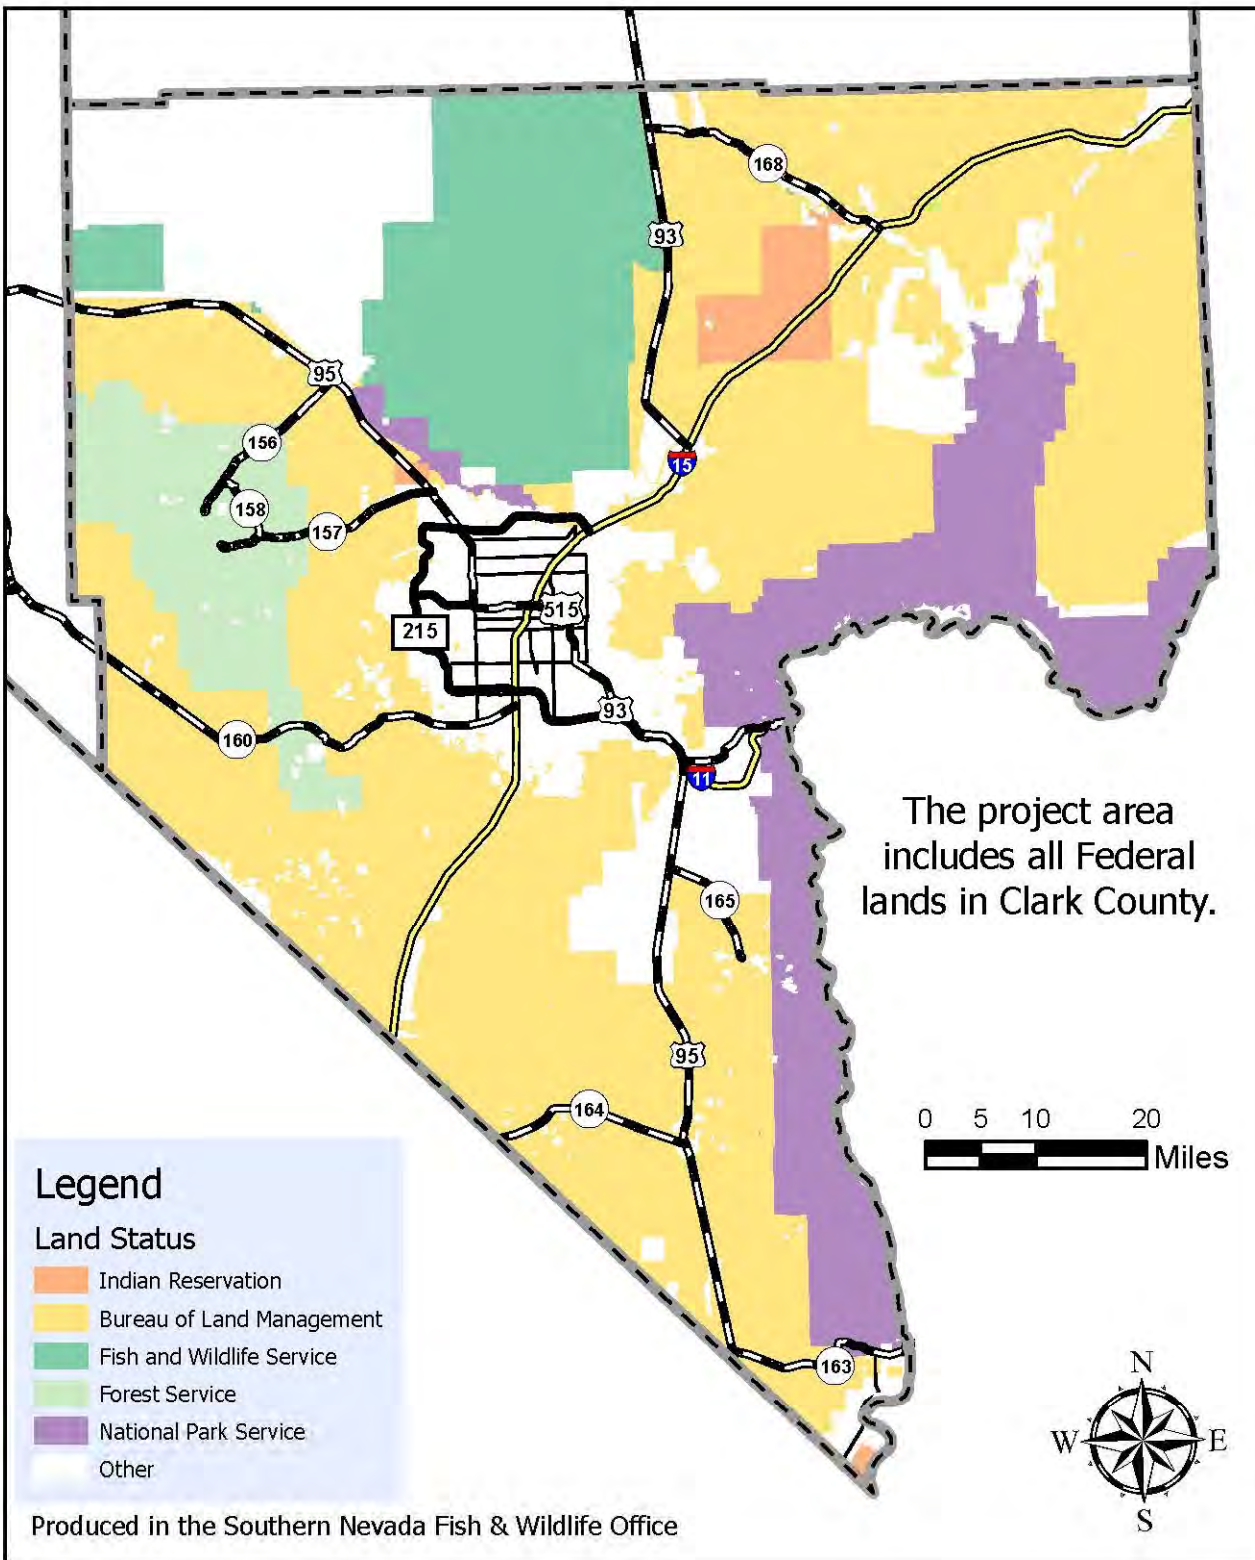 168
93
95
156
15
158
157
515
215
93
160
11
The project area
includes all Federal
lands in Clark County.
165
95
164
0 5 10 20
Miles
Legend
Land Status
Indian Reservation
Bureau of Land Management
Fish and Wildlife Service
Forest Service
National Park Service
Other
163
N
W E
S
Produced in the Southern Nevada Fish & Wildlife Office